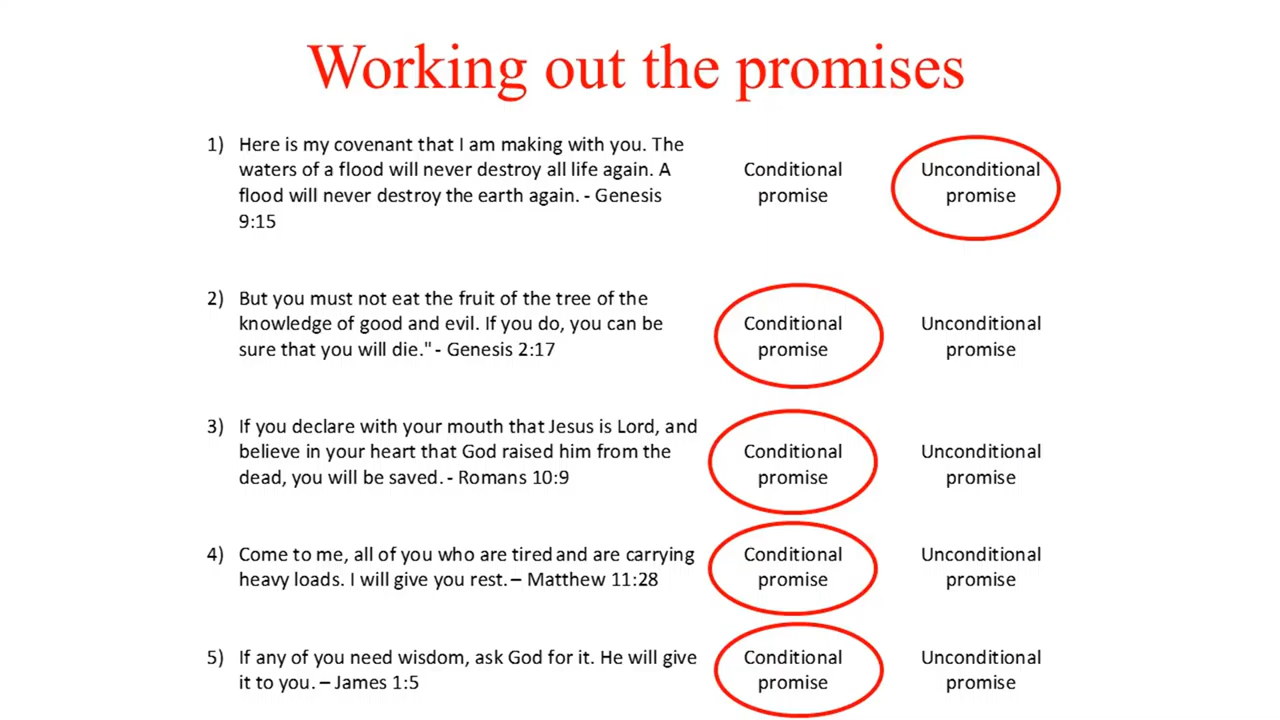 Working out the promises
1) Here is my covenant that I am making with you. The
waters of a flood will never destroy all life again. A
flood will never destroy the earth again. - Genesis
9:15
Conditional
promise
Unconditional
promise
2) But you must not eat the fruit of the tree of the
knowledge of good and evil. If you do, you can be
sure that you will die." - Genesis 2:17
Conditional
promise
Unconditional
promise
3) If you declare with your mouth that Jesus is Lord, and
believe in your heart that God raised him from the
dead, you will be saved. - Romans 10:9
Conditional
promise
Unconditional
promise
4) Come to me, all of you who are tired and are carrying
heavy loads. I will give you rest. – Matthew 11:28
Conditional
promise
Unconditional
promise
5) If any of you need wisdom, ask God for it. He will give
it to you. – James 1:5
Conditional
promise
Unconditional
promise